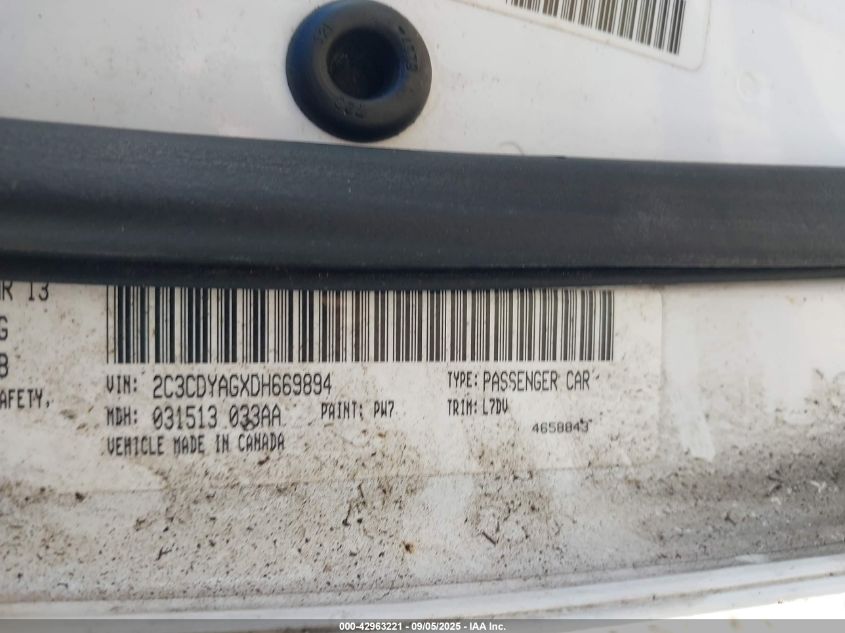 AR 13
G
B
AFETY,
VIN: 2C3CDYAGXDH669894
TYPE: PASSENGER CAR
MDH: 031513 033AA
PAINT: PW7
TRIM: L7DV
4658843
VEHICLE MADE IN CANADA
000-42963221 - 09/05/2025 - IAA Inc.